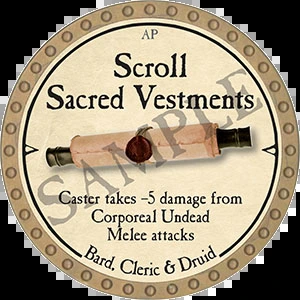 AP
Scroll
Sacred Vestments
SAMPLE
Caster takes –5 damage from
Corporeal Undead
Melee attacks
Bard, Cleric & Druid